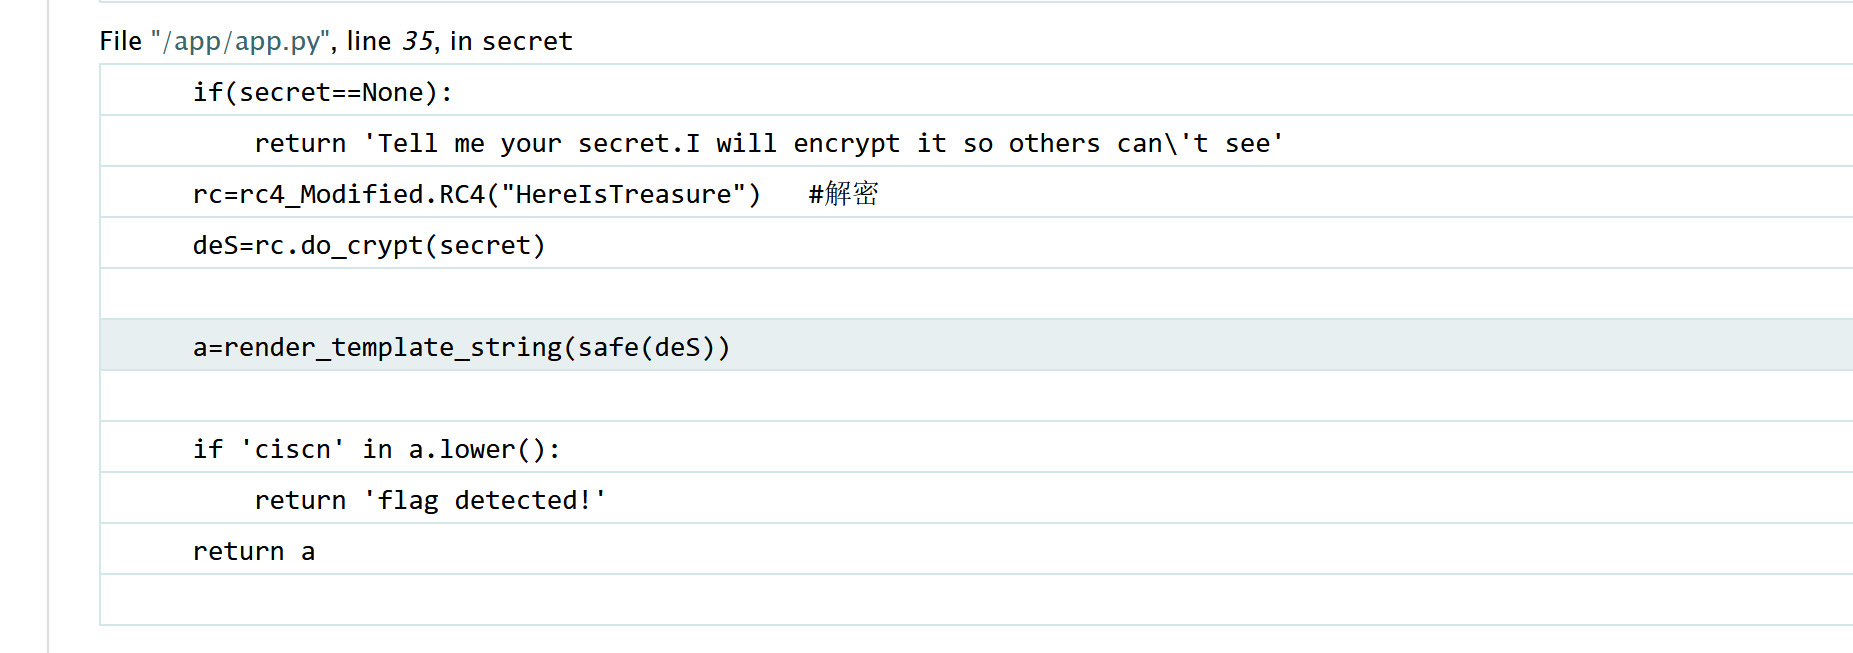 File "/app/app.py", line 35, in secret
if(secret==None):
return 'Tell me your secret.I will encrypt it so others can\'t see'
rc=rc4_Modified.RC4("HereIsTreasure")   #解密
deS=rc.do_crypt(secret)
a=render_template_string(safe(deS))
if 'ciscn' in a.lower():
return 'flag detected!'
return a